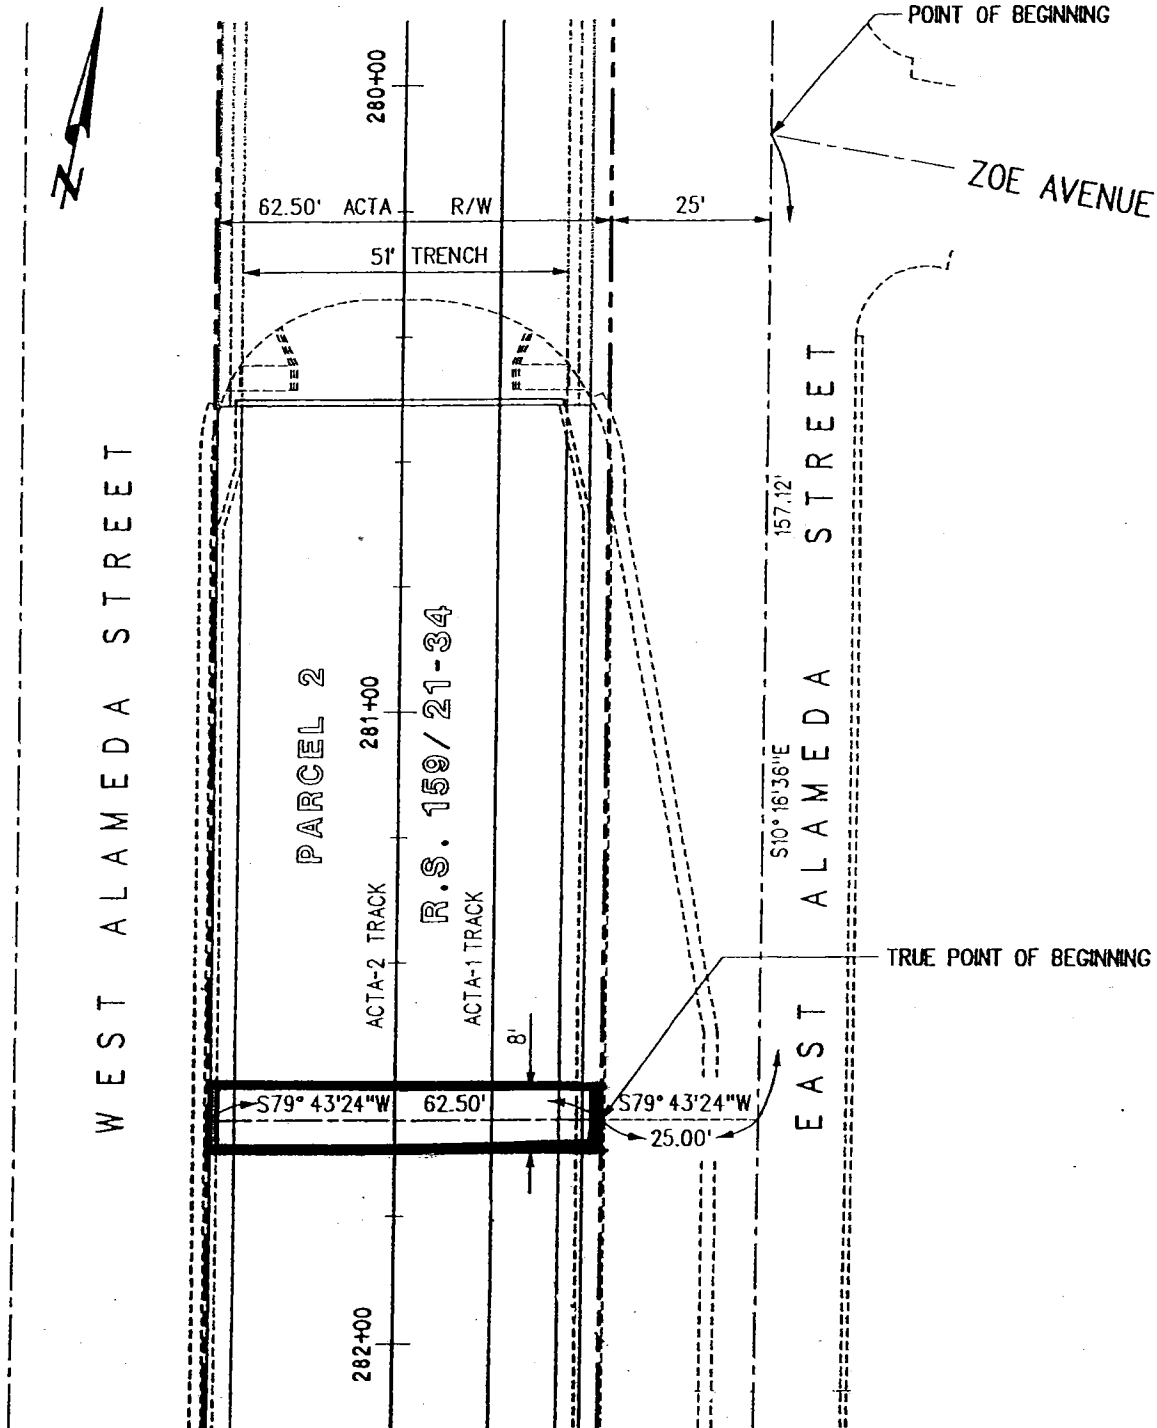 POINT OF BEGINNING
280+00
ZOE AVENUE
N
62.50' ACTA R/W
25'
51' TRENCH
WEST ALAMEDA STREET
EAST ALAMEDA STREET
157.12'
S10°16'36"E
PARCEL 2
281+00
R.S. 159/21-34
ACTA-2 TRACK
ACTA-1 TRACK
TRUE POINT OF BEGINNING
8'
S79° 43'24"W 62.50'
S79° 43'24"W
25.00'
282+00